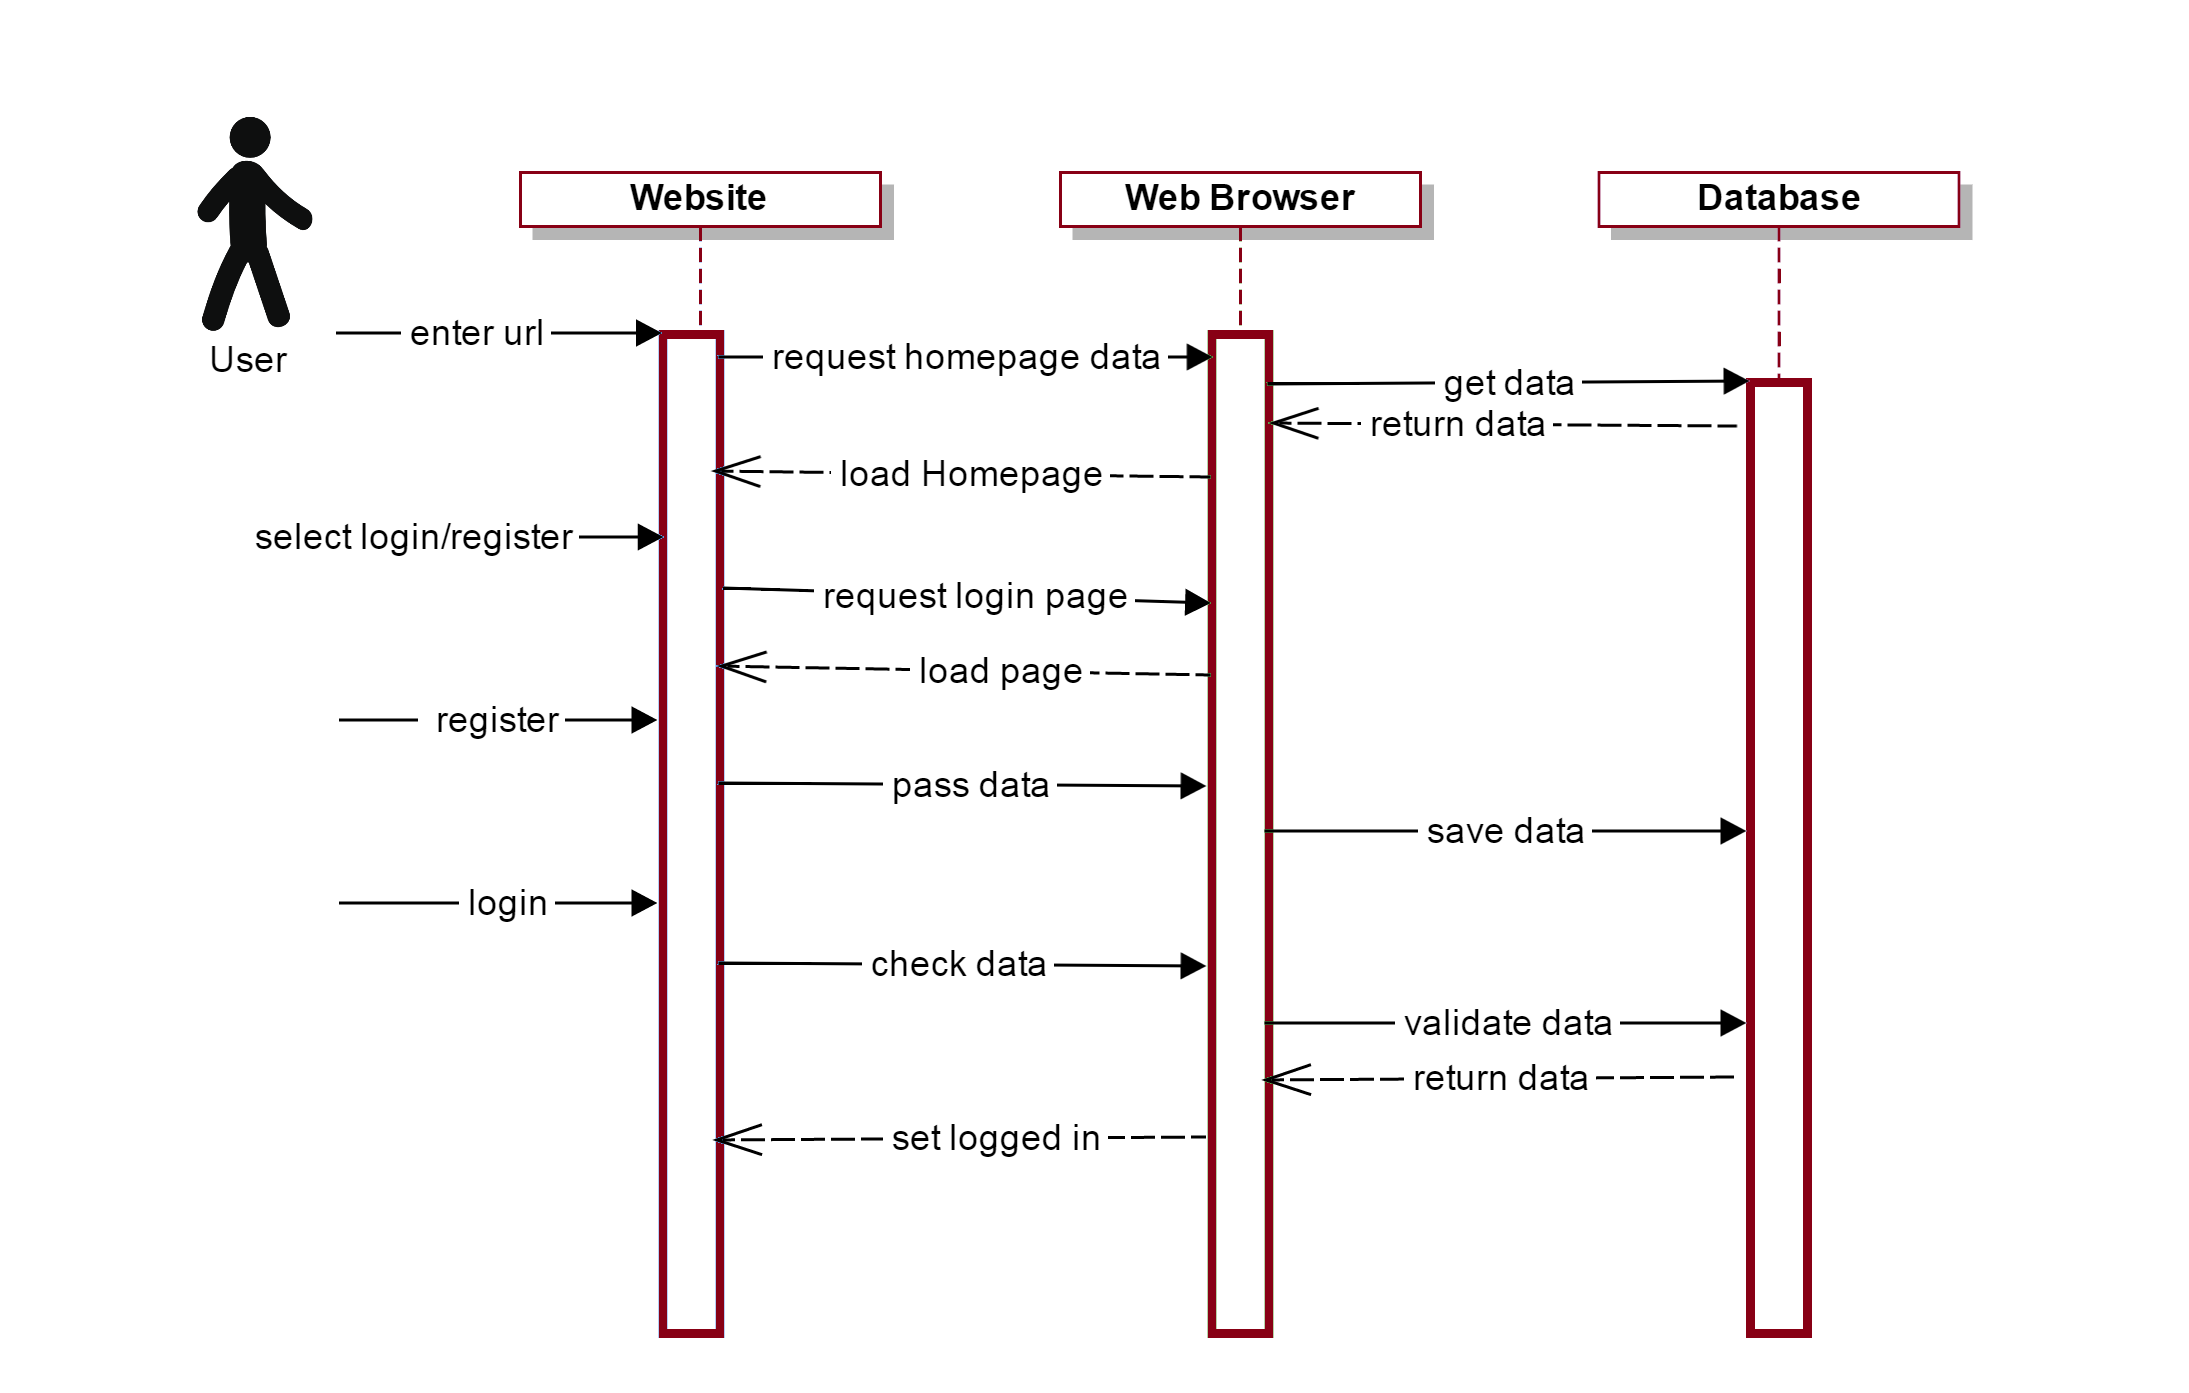 Website
Web Browser
Database
User
enter url
request homepage data
get data
return data
load Homepage
select login/register
request login page
load page
register
pass data
save data
login
check data
validate data
return data
set logged in